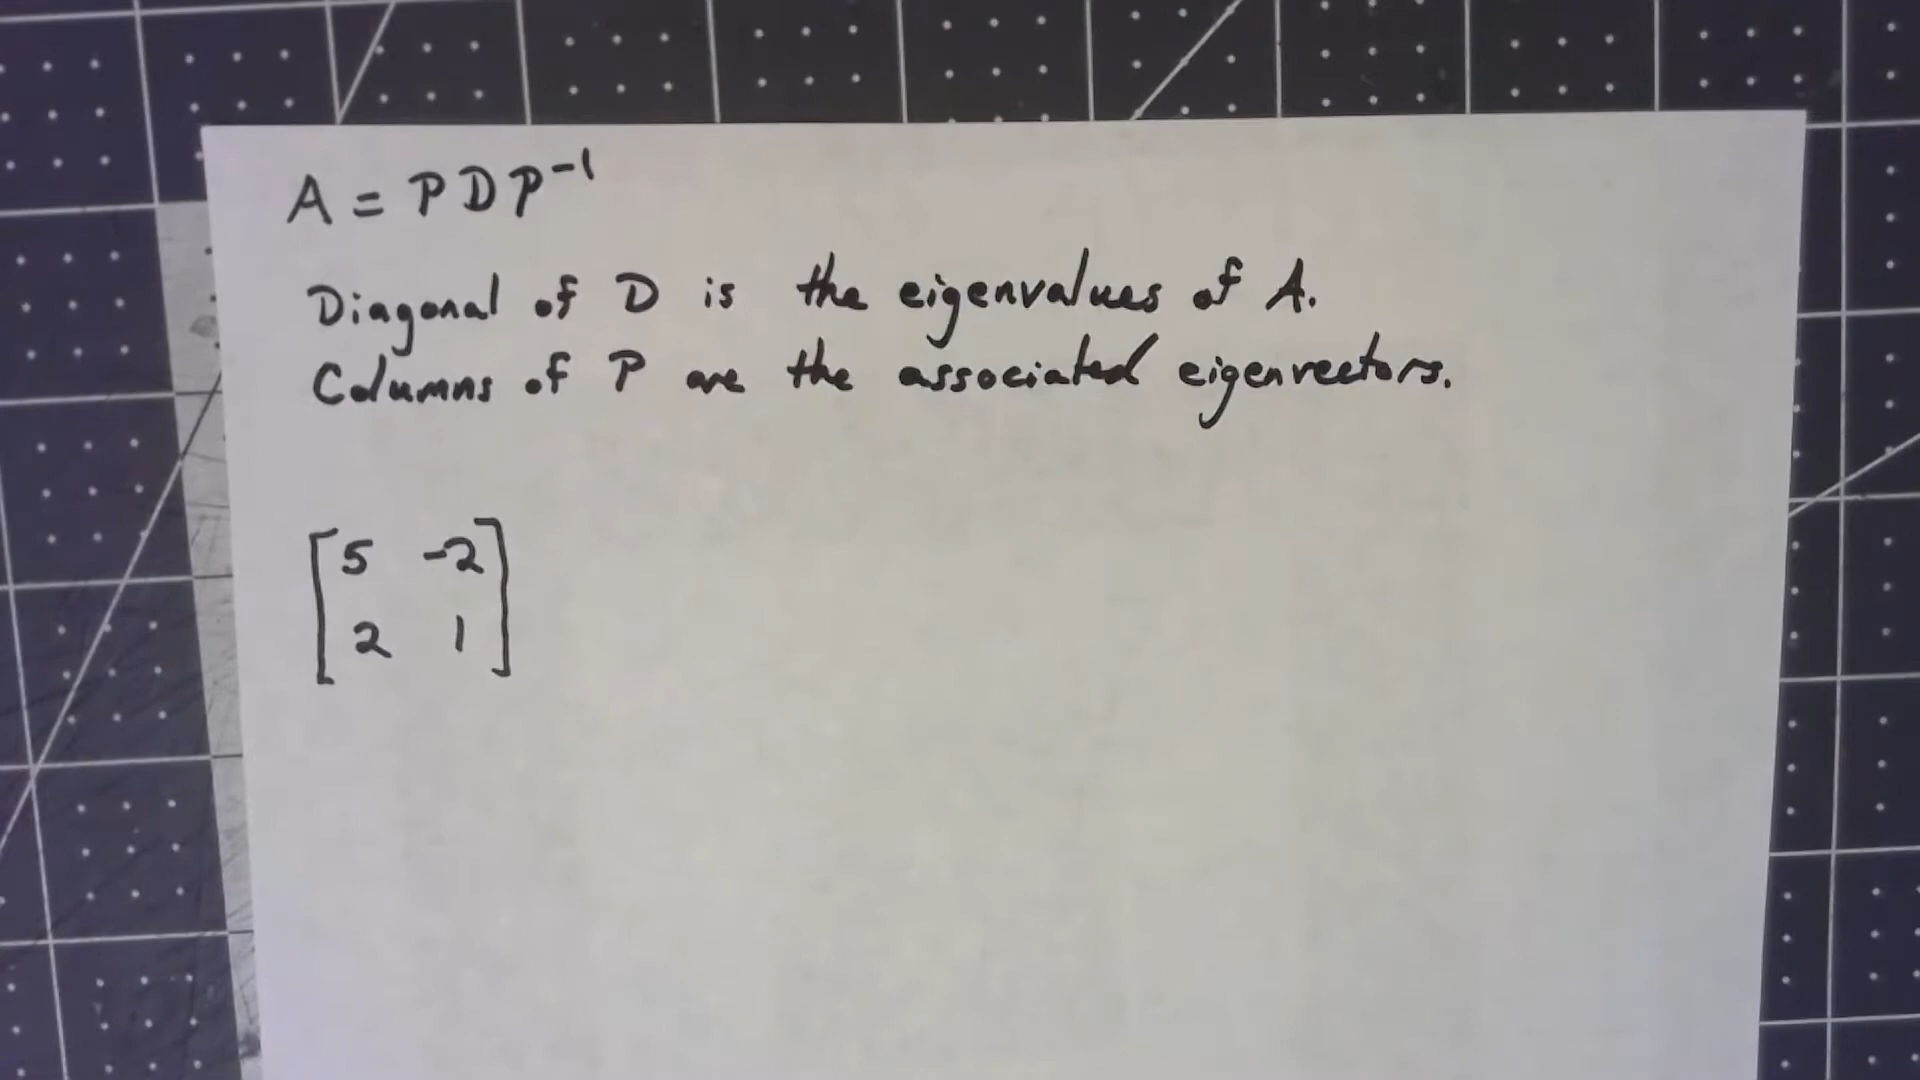 A = PDP⁻¹
Diagonal of D is the eigenvalues of A.
Columns of P are the associated eigenvectors.
[5 -2
2 1]